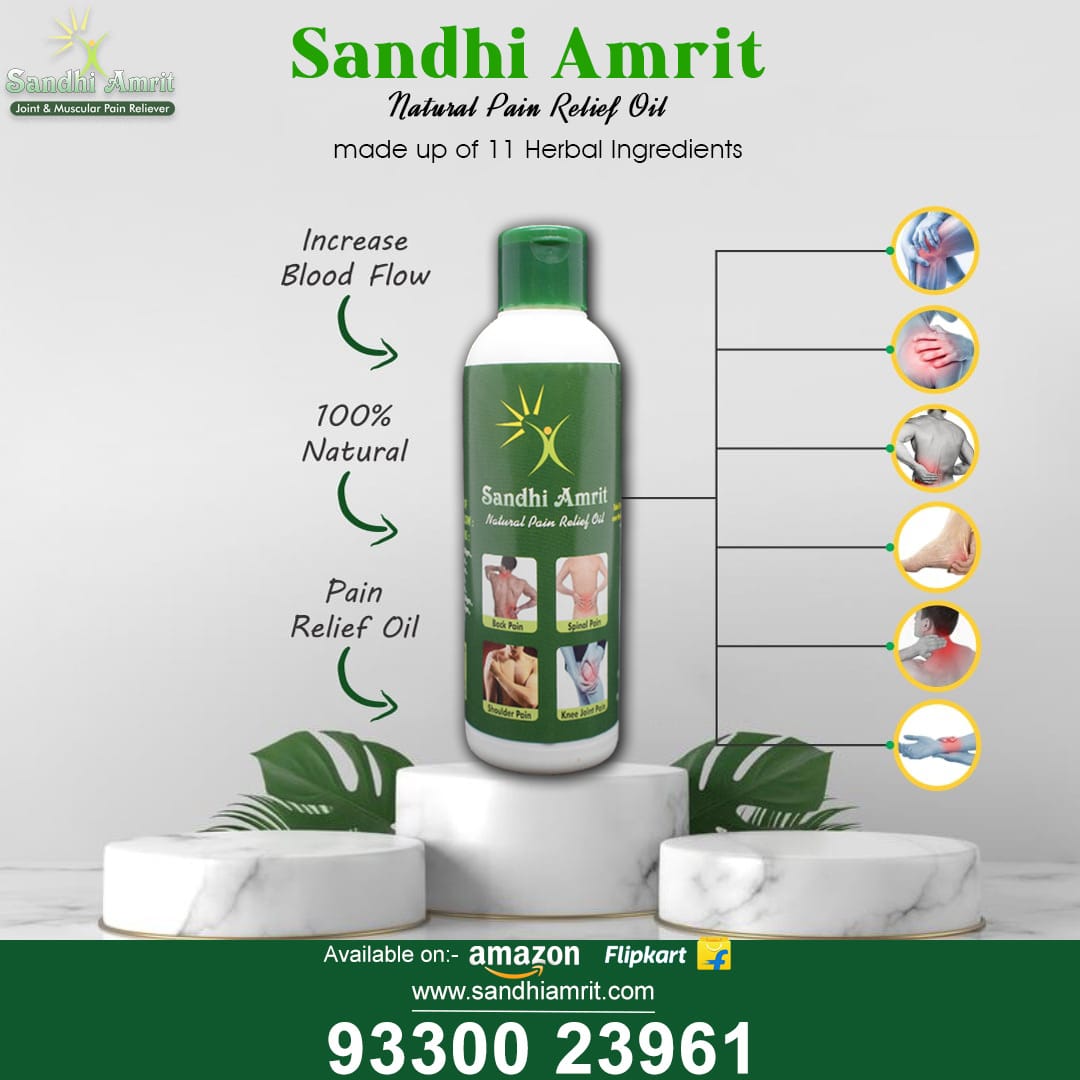 Sandhi Amrit
Joint & Muscular Pain Reliever
Sandhi Amrit
Natural Pain Relief Oil
made up of 11 Herbal Ingredients
Increase
Blood Flow
100%
Natural
Pain
Relief Oil
Sandhi Amrit
Natural Pain Relief Oil
Back Pain
Spinal Pain
Shoulder Pain
Knee Joint Pain
Available on:- amazon Flipkart
www.sandhiamrit.com
93300 23961